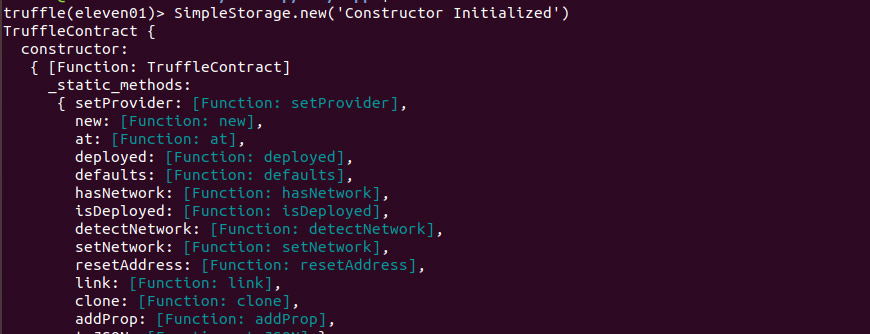 truffle(eleven01)> SimpleStorage.new('Constructor Initialized')
TruffleContract {
  constructor:
   { [Function: TruffleContract]
     _static_methods:
      { setProvider: [Function: setProvider],
        new: [Function: new],
        at: [Function: at],
        deployed: [Function: deployed],
        defaults: [Function: defaults],
        hasNetwork: [Function: hasNetwork],
        isDeployed: [Function: isDeployed],
        detectNetwork: [Function: detectNetwork],
        setNetwork: [Function: setNetwork],
        resetAddress: [Function: resetAddress],
        link: [Function: link],
        clone: [Function: clone],
        addProp: [Function: addProp],